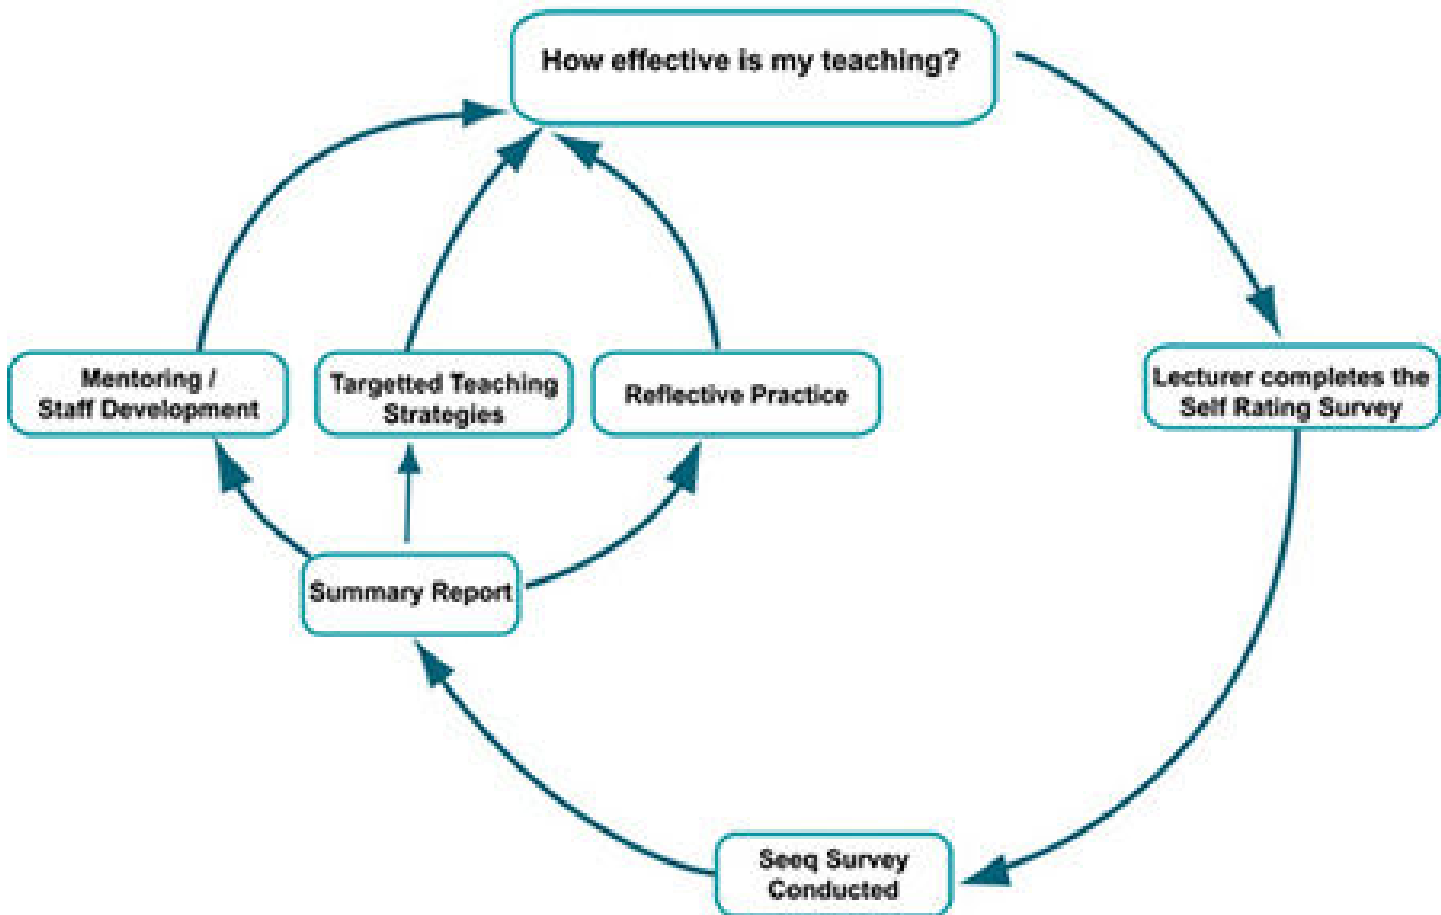 How effective is my teaching?
Mentoring /
Staff Development
Targetted Teaching
Strategies
Reflective Practice
Lecturer completes the
Self Rating Survey
Summary Report
Seeq Survey
Conducted